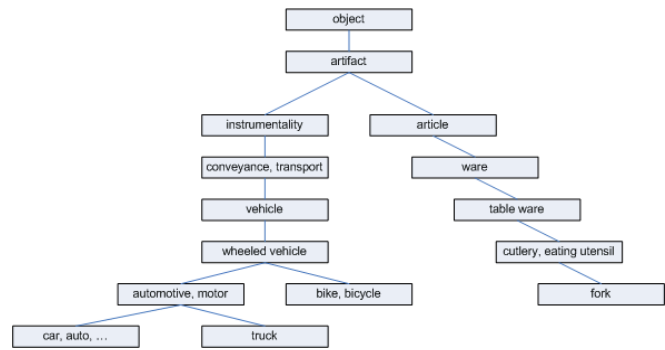 object
artifact
instrumentality
article
conveyance, transport
ware
vehicle
table ware
wheeled vehicle
cutlery, eating utensil
automotive, motor
bike, bicycle
fork
car, auto, …
truck